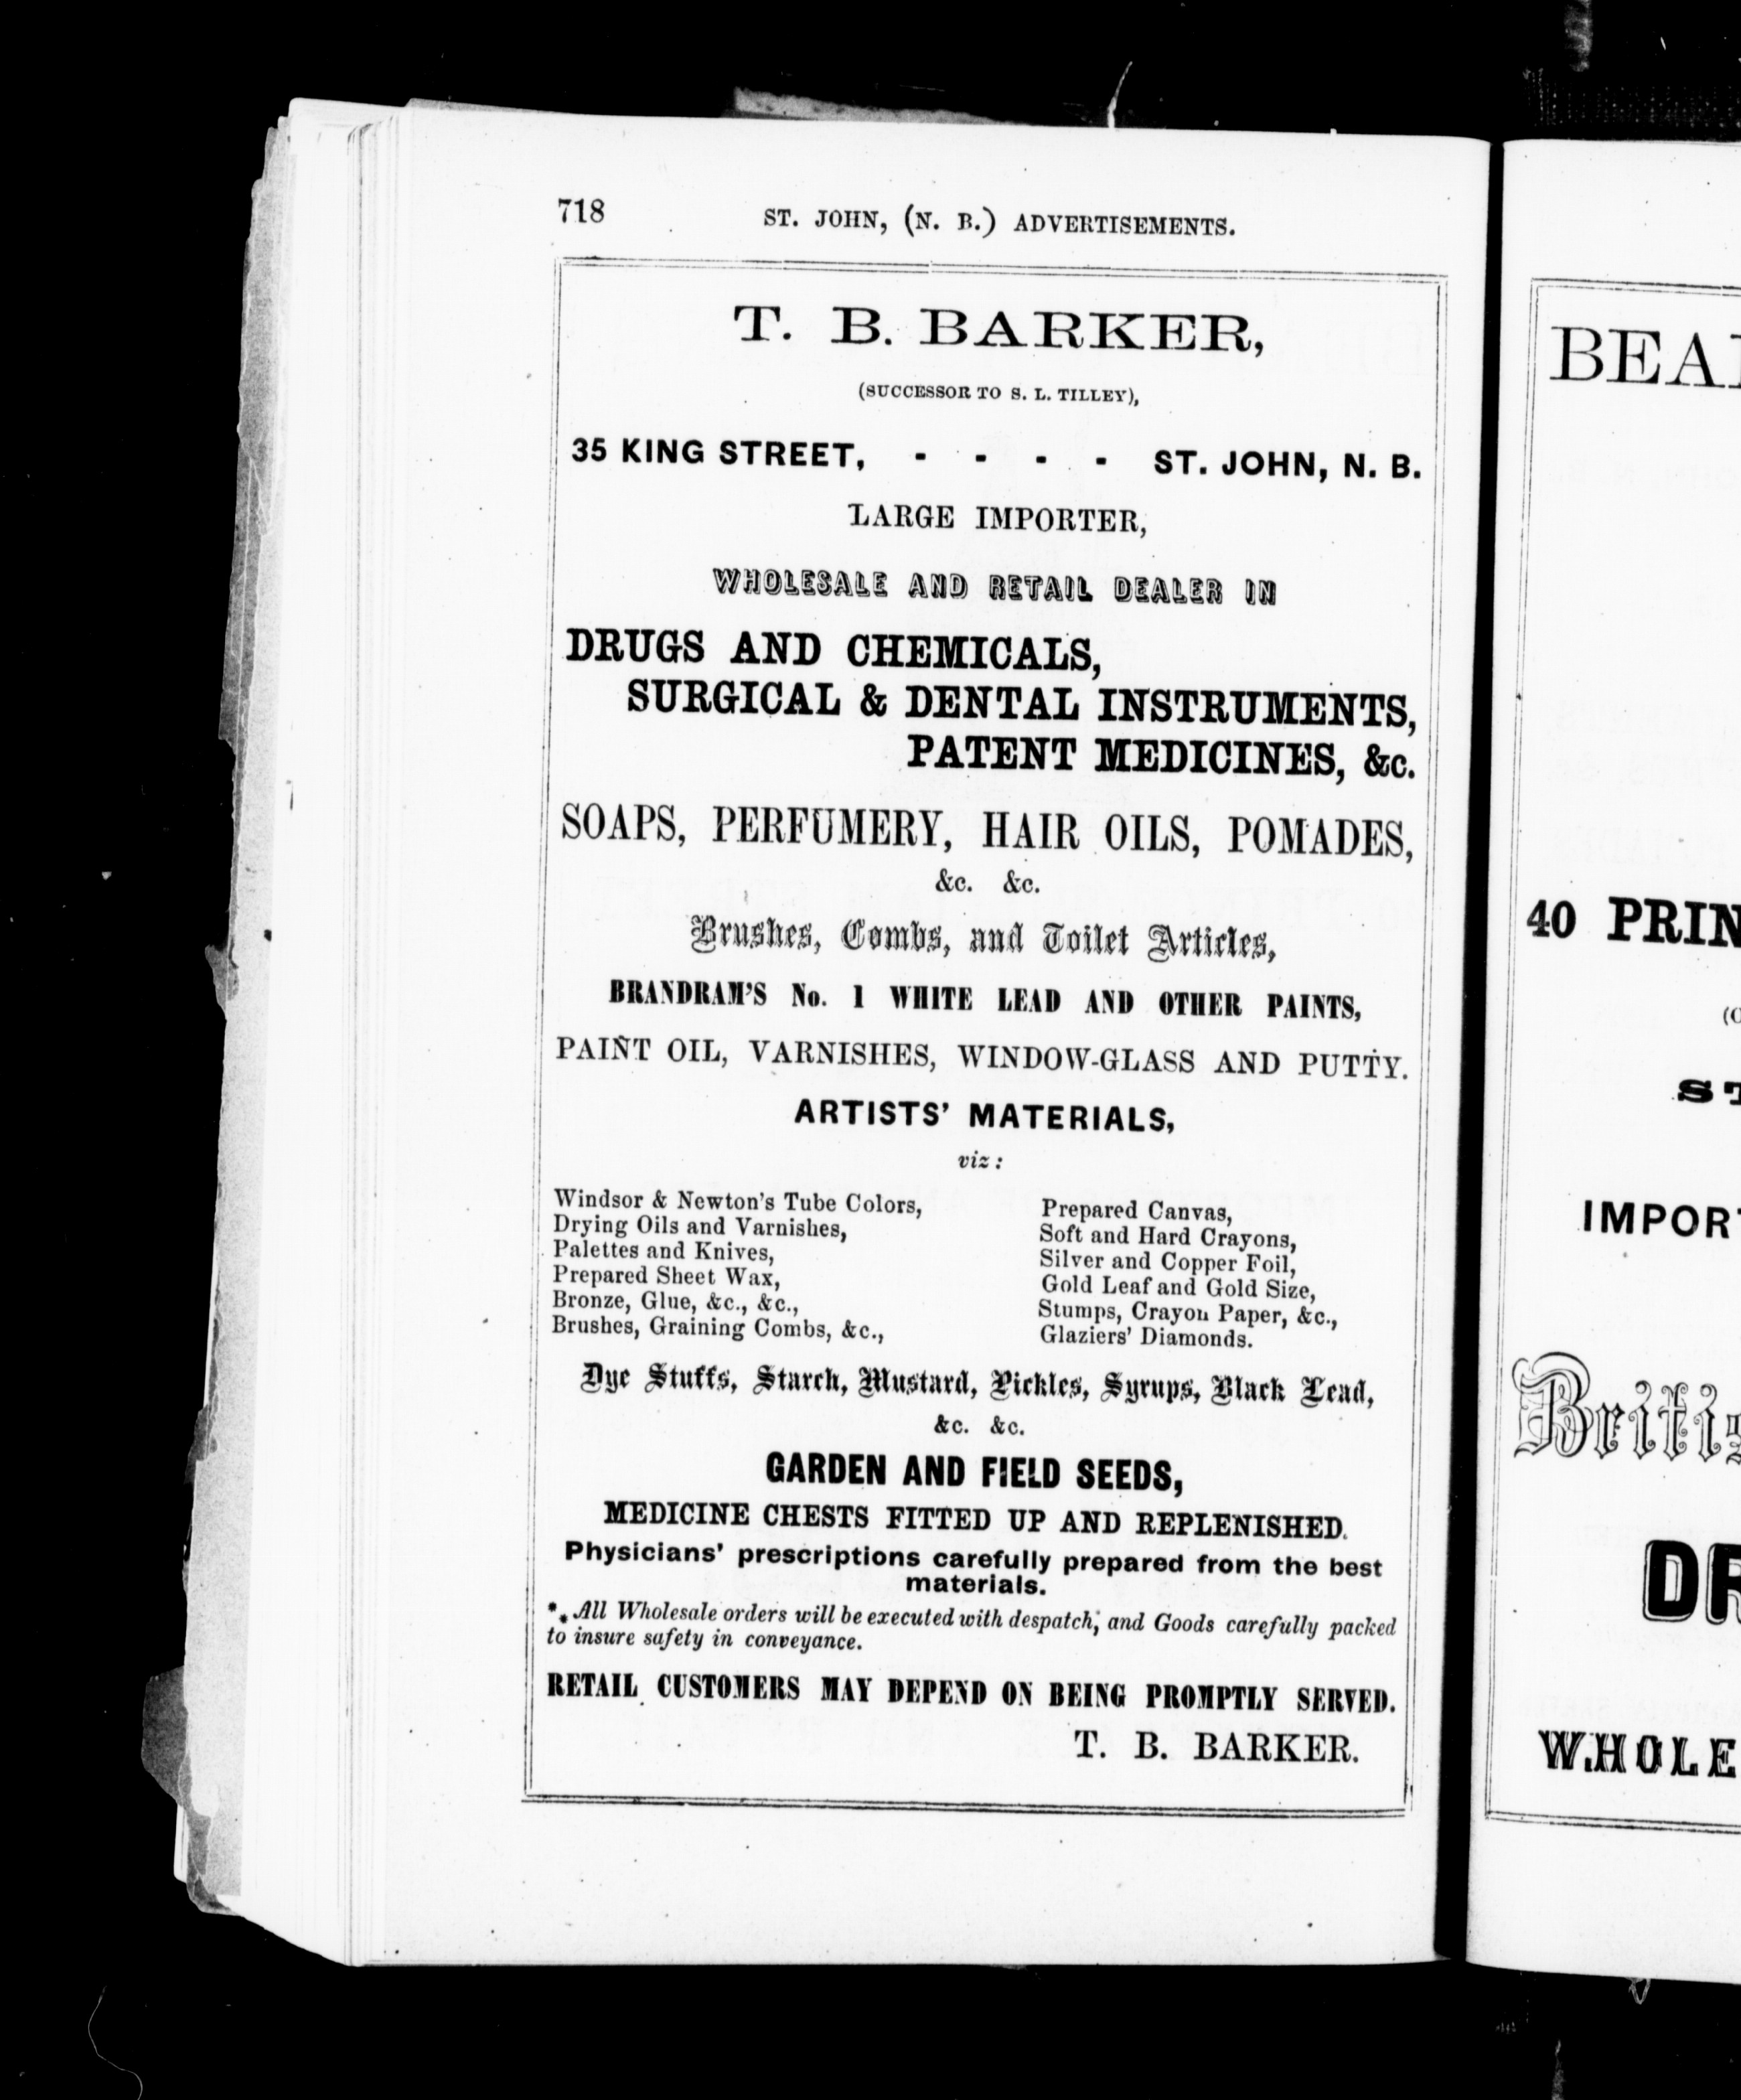 718
ST. JOHN, (N. B.) ADVERTISEMENTS.
T. B. BARKER,
(SUCCESSOR TO S. L. TILLEY),
35 KING STREET, - - - - ST. JOHN, N. B.
LARGE IMPORTER,
WHOLESALE AND RETAIL DEALER IN
DRUGS AND CHEMICALS,
SURGICAL & DENTAL INSTRUMENTS,
PATENT MEDICINES, &c.
SOAPS, PERFUMERY, HAIR OILS, POMADES,
&c. &c.
Brushes, Combs, and Toilet Articles,
BRANDRAM'S No. 1 WHITE LEAD AND OTHER PAINTS,
PAINT OIL, VARNISHES, WINDOW-GLASS AND PUTTY.
ARTISTS' MATERIALS,
viz:
Windsor & Newton's Tube Colors,
Drying Oils and Varnishes,
Palettes and Knives,
Prepared Sheet Wax,
Bronze, Glue, &c., &c.,
Brushes, Graining Combs, &c.,
Prepared Canvas,
Soft and Hard Crayons,
Silver and Copper Foil,
Gold Leaf and Gold Size,
Stumps, Crayon Paper, &c.,
Glaziers' Diamonds.
Dye Stuffs, Starch, Mustard, Pickles, Syrups, Black Lead,
&c. &c.
GARDEN AND FIELD SEEDS,
MEDICINE CHESTS FITTED UP AND REPLENISHED.
Physicians' prescriptions carefully prepared from the best
materials.
*** All Wholesale orders will be executed with despatch, and Goods carefully packed
to insure safety in conveyance.
RETAIL CUSTOMERS MAY DEPEND ON BEING PROMPTLY SERVED.
T. B. BARKER.
BEA
40 PRIN
ST
IMPOR
Britis
DR
WHOLE